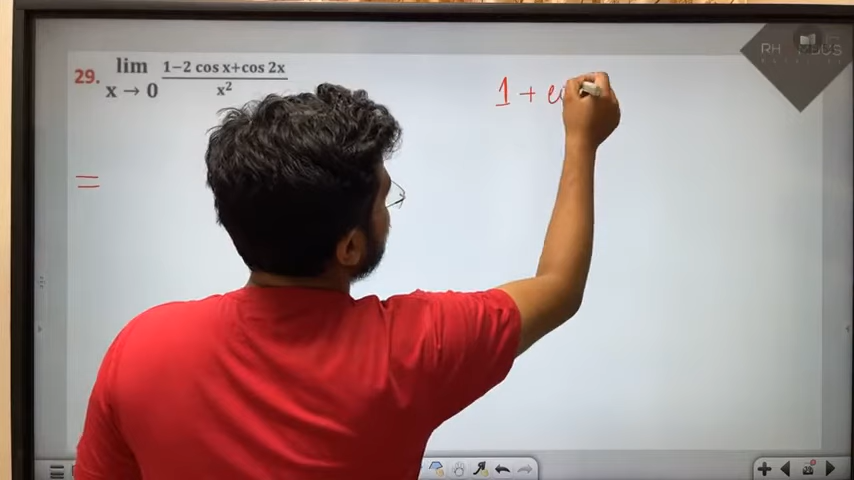 29. lim x → 0 1−2 cos x+cos 2x / x²
1 +
=